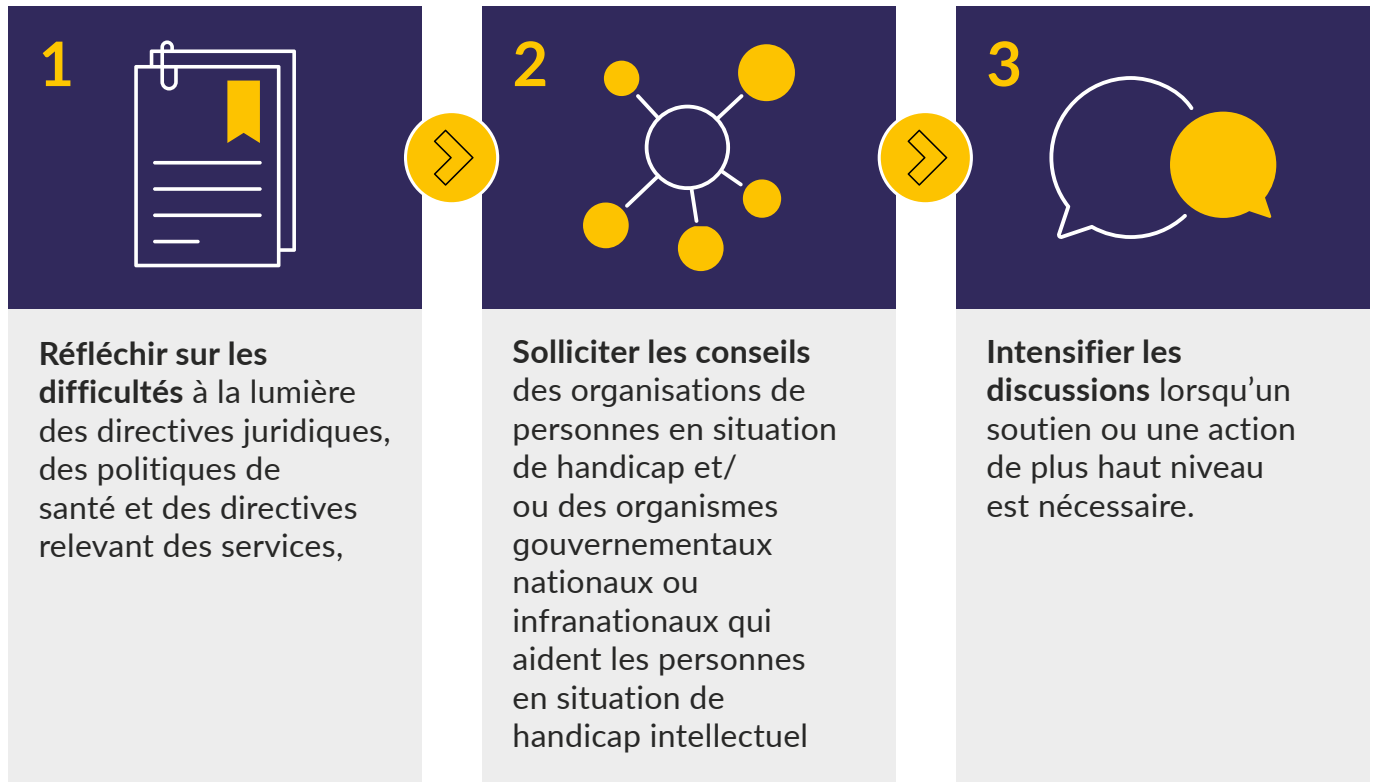 1
Réfléchir sur les
difficultés à la lumière
des directives juridiques,
des politiques de
santé et des directives
relevant des services,
2
Solliciter les conseils
des organisations de
personnes en situation
de handicap et/
ou des organismes
gouvernementaux
nationaux ou
infranationaux qui
aident les personnes
en situation de
handicap intellectuel
3
Intensifier les
discussions lorsqu’un
soutien ou une action
de plus haut niveau
est nécessaire.